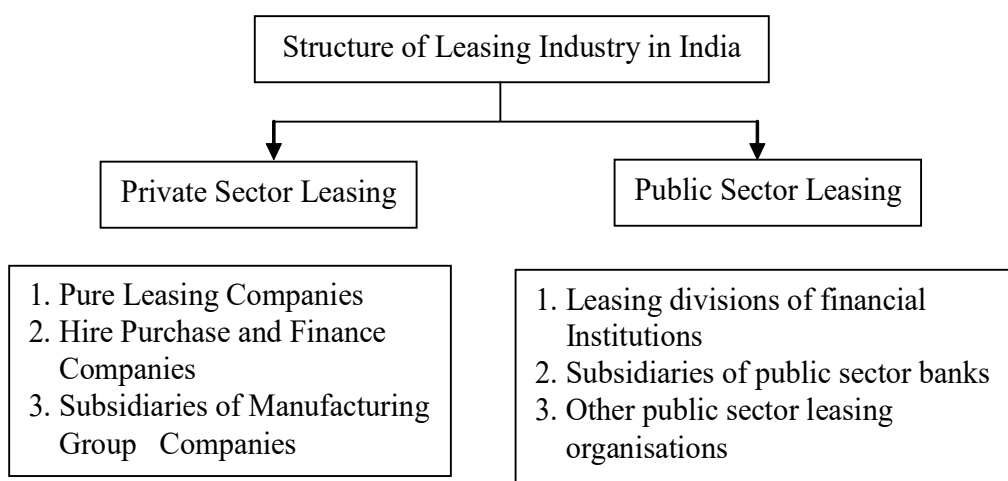 Structure of Leasing Industry in India
Private Sector Leasing
Public Sector Leasing
1. Pure Leasing Companies
2. Hire Purchase and Finance
Companies
3. Subsidiaries of Manufacturing
Group Companies
1. Leasing divisions of financial
Institutions
2. Subsidiaries of public sector banks
3. Other public sector leasing
organisations